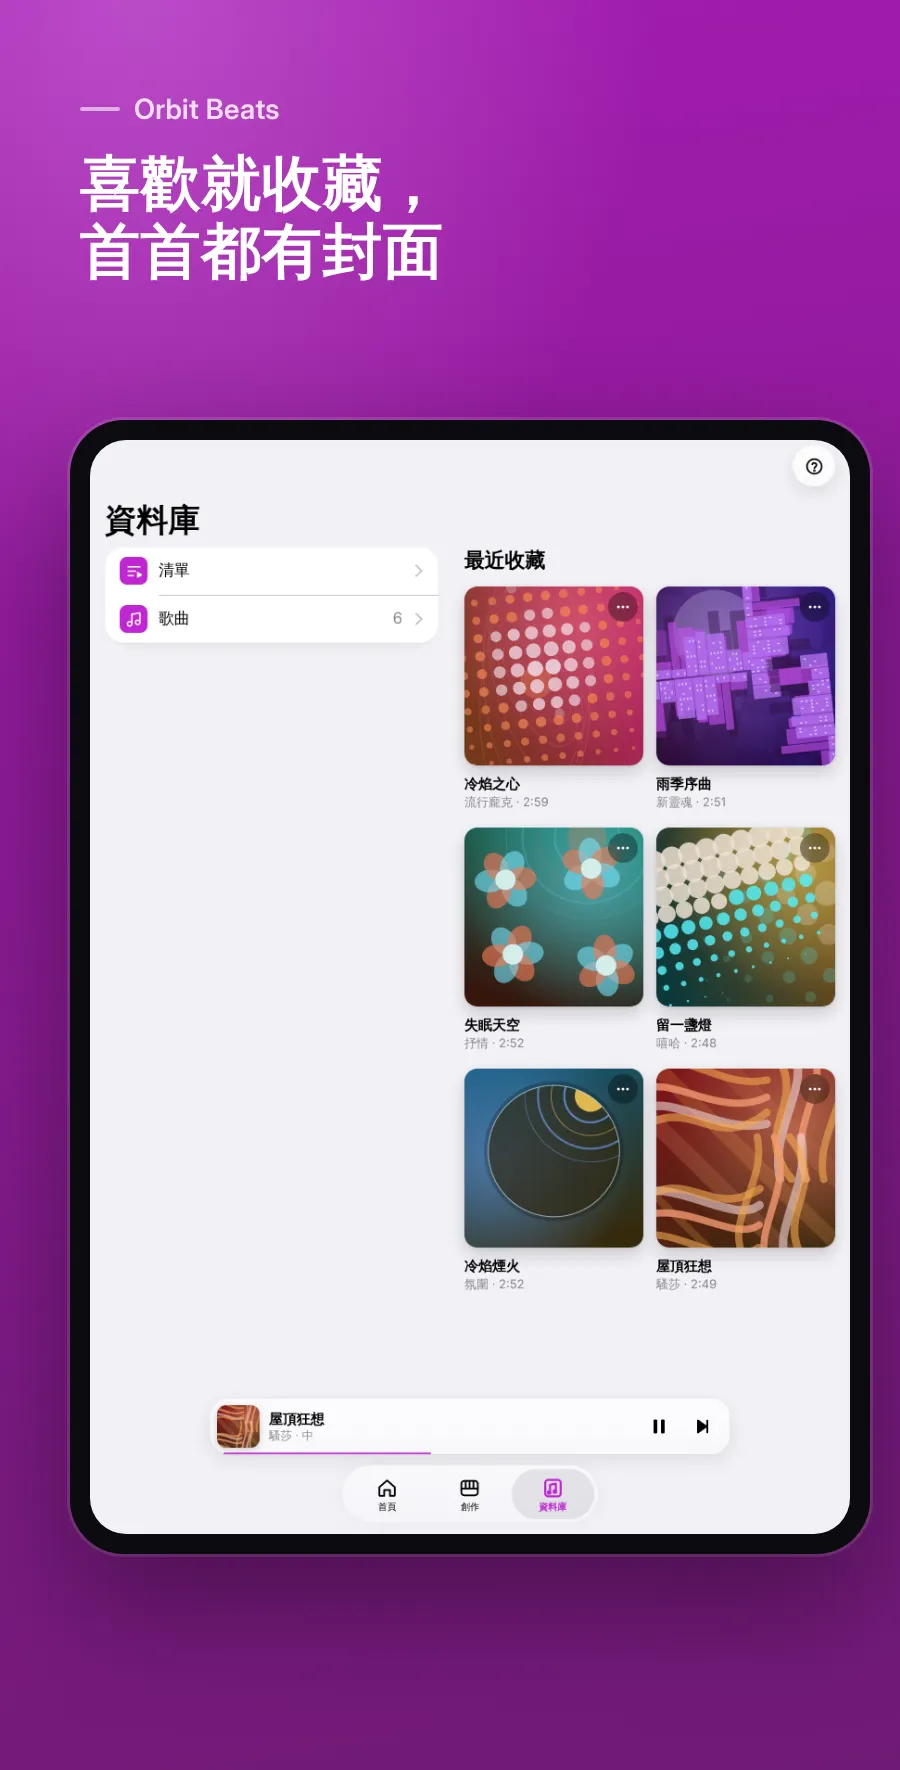 Orbit Beats
喜歡就收藏，
首首都有封面
資料庫
清單
歌曲 6
最近收藏
冷焰之心
流行龐克 · 2:59
雨季序曲
新靈魂 · 2:51
失眠天空
抒情 · 2:52
留一盞燈
嘻哈 · 2:48
冷焰煙火
氛圍 · 2:52
屋頂狂想
騷莎 · 2:49
屋頂狂想
騷莎 · 中
首頁
創作
資料庫